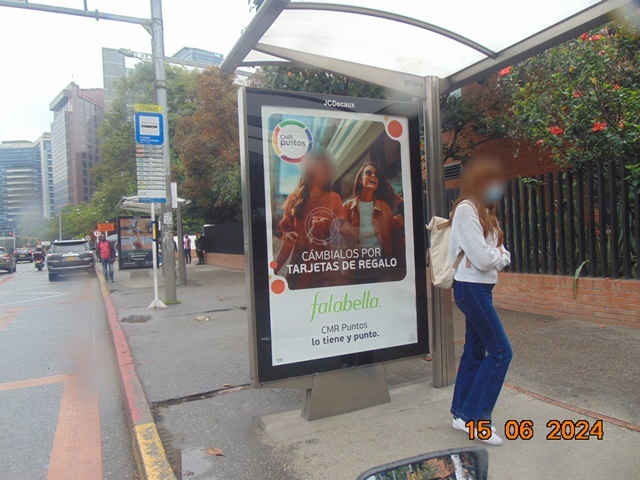 JCDecaux
CMR
puntos
CÁMBIALOS POR
TARJETAS DE REGALO
falabella.
CMR Puntos
lo tiene y punto.
15 06 2024